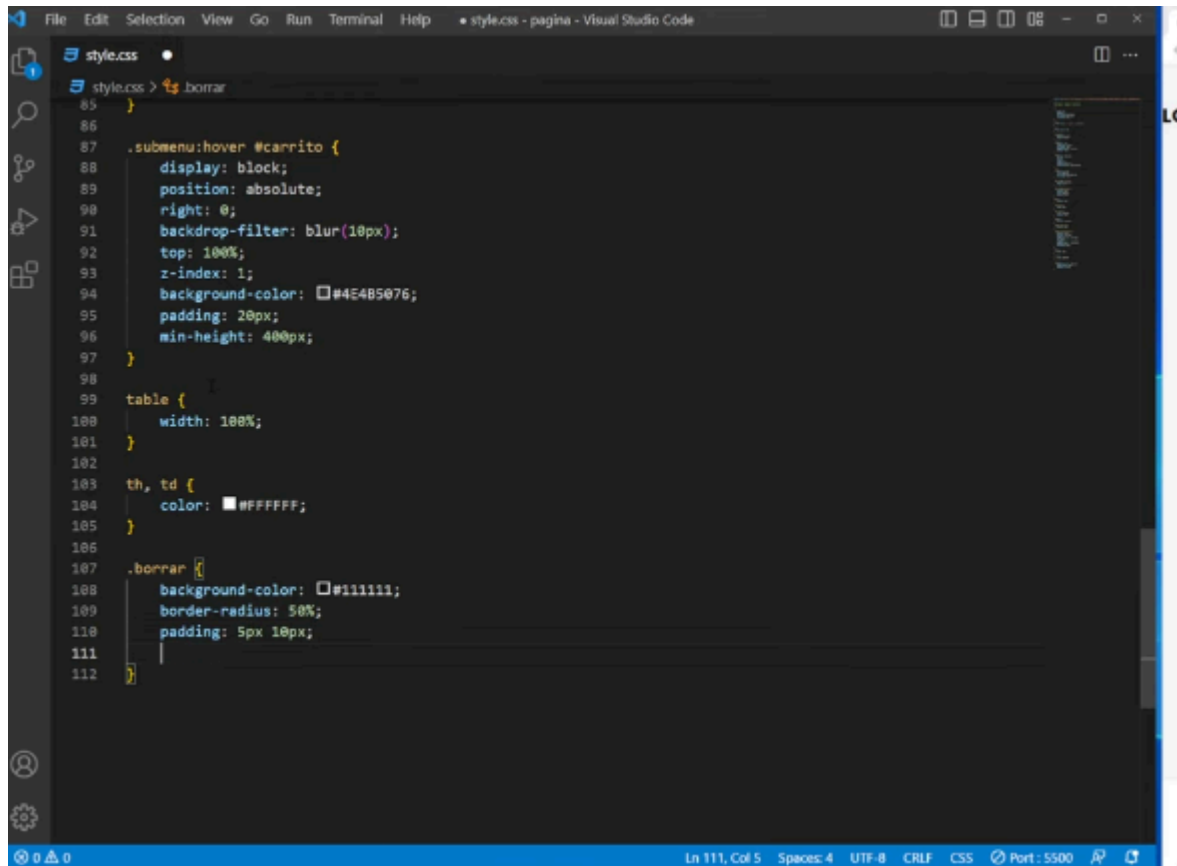 File Edit Selection View Go Run Terminal Help ● style.css - pagina - Visual Studio Code
style.css ●
style.css > .borrar
1
85 }
86
87 .submenu:hover #carrito {
88 display: block;
89 position: absolute;
90 right: 0;
91 backdrop-filter: blur(10px);
92 top: 100%;
93 z-index: 1;
94 background-color: #4E4B5076;
95 padding: 20px;
96 min-height: 400px;
97 }
98
99 table {
100 width: 100%;
101 }
102
103 th, td {
104 color: #FFFFFF;
105 }
106
107 .borrar {
108 background-color: #111111;
109 border-radius: 50%;
110 padding: 5px 10px;
111
112 }
0 0 Ln 111, Col 5 Spaces: 4 UTF-8 CRLF CSS Port : 5500